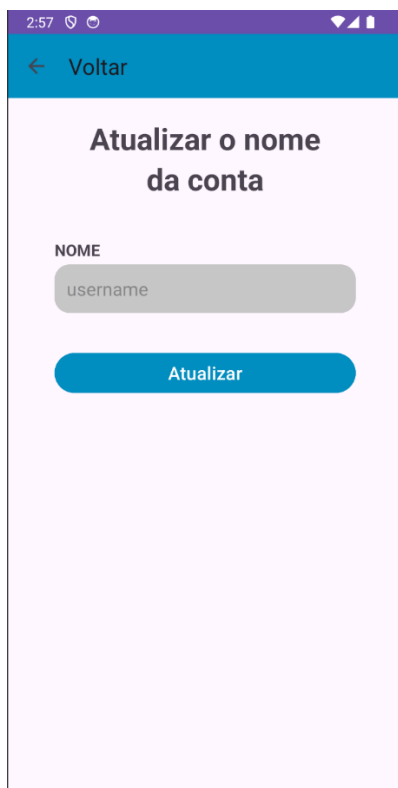 2:57
Voltar
Atualizar o nome
da conta
NOME
username
Atualizar